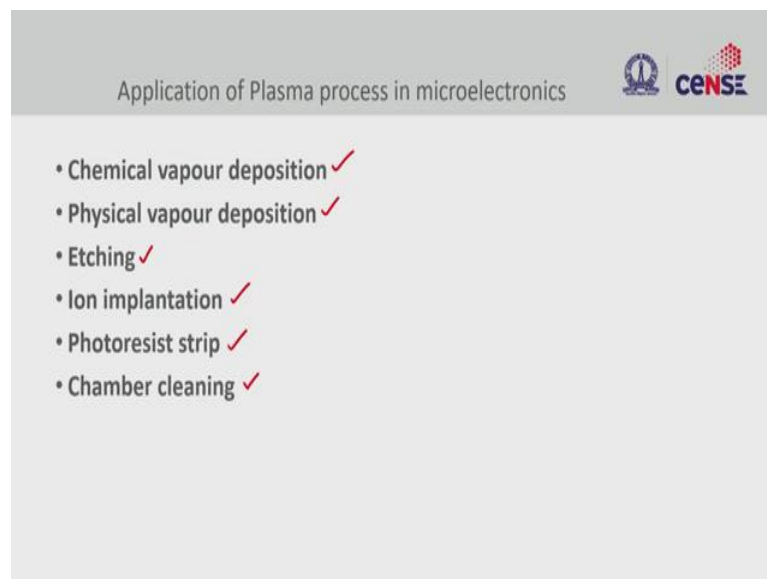 Application of Plasma process in microelectronics
ceNSE
• Chemical vapour deposition
• Physical vapour deposition
• Etching
• Ion implantation
• Photoresist strip
• Chamber cleaning